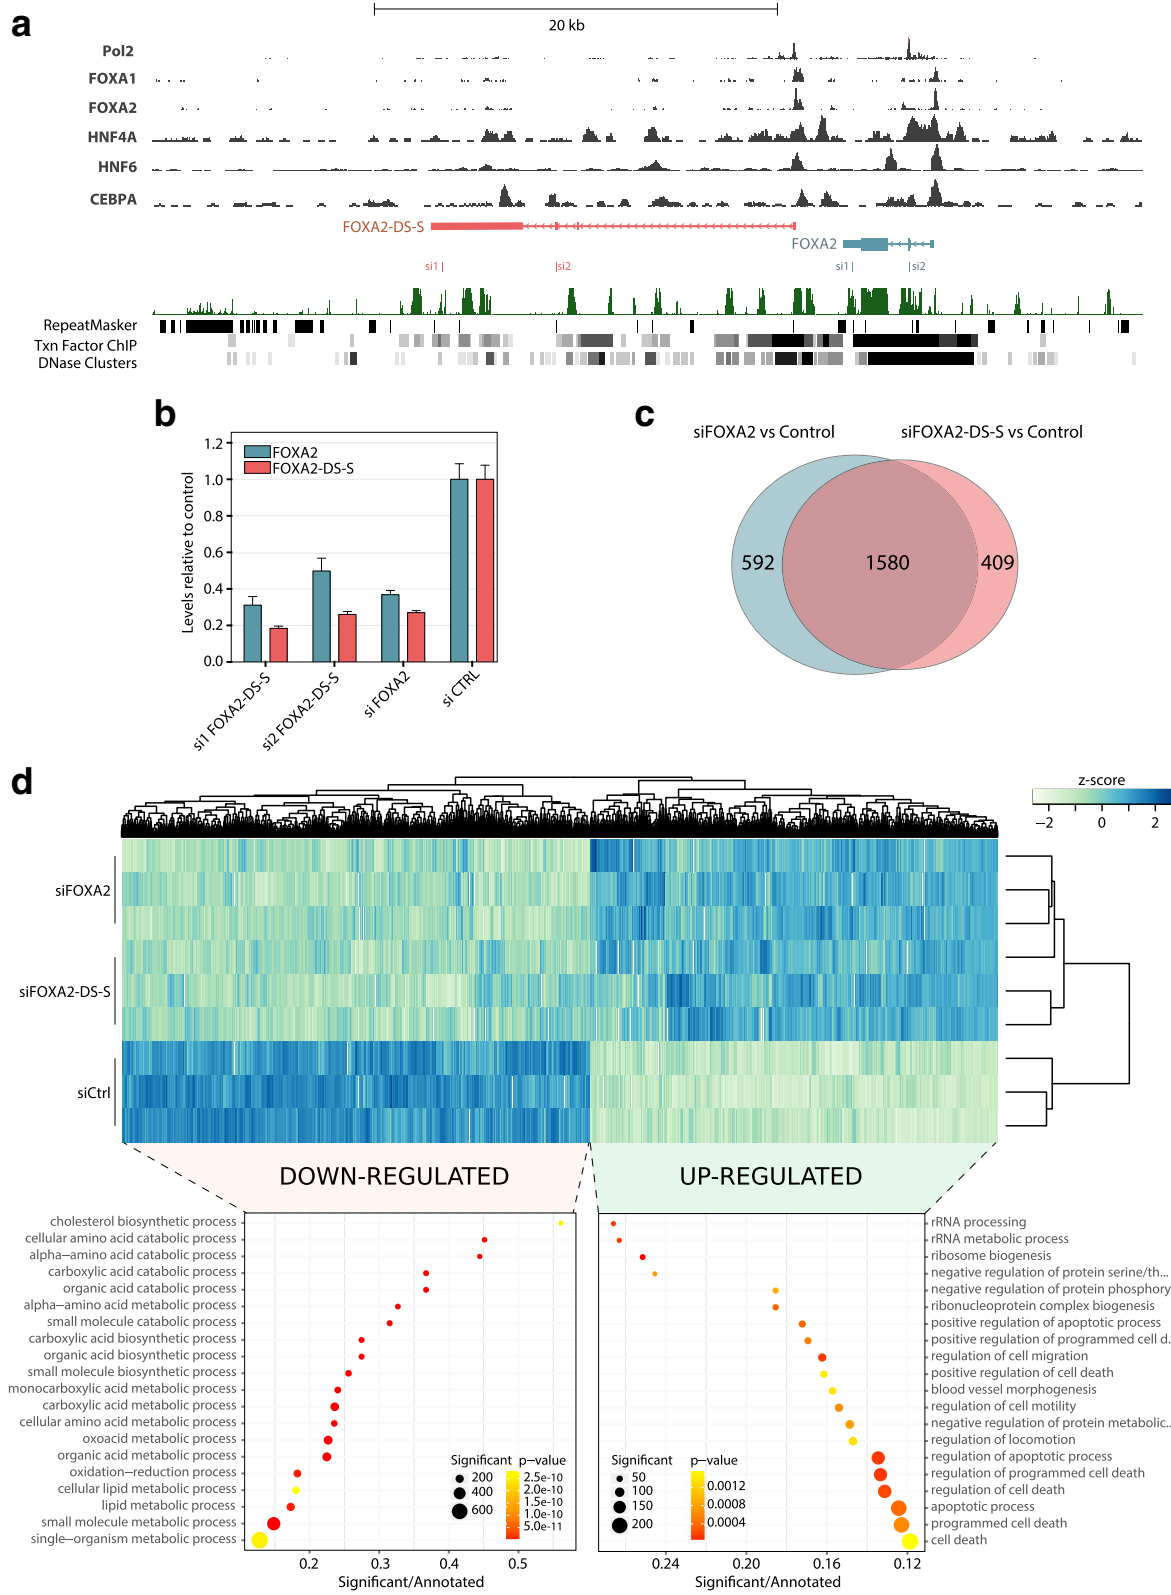 a
20 kb
Pol2
FOXA1
FOXA2
HNF4A
HNF6
CEBPA
FOXA2-DS-S
FOXA2
si1 si2 si1 si2
RepeatMasker
Txn Factor ChIP
DNase Clusters
b
Levels relative to control
1.2
1.0
0.8
0.6
0.4
0.2
0.0
FOXA2
FOXA2-DS-S
si1 FOXA2-DS-S
si2 FOXA2-DS-S
si FOXA2
si CTRL
c
siFOXA2 vs Control
siFOXA2-DS-S vs Control
592 1580 409
d
z-score
−2 0 2
siFOXA2
siFOXA2-DS-S
siCtrl
DOWN-REGULATED
UP-REGULATED
cholesterol biosynthetic process
cellular amino acid catabolic process
alpha−amino acid catabolic process
carboxylic acid catabolic process
organic acid catabolic process
alpha−amino acid metabolic process
small molecule catabolic process
carboxylic acid biosynthetic process
organic acid biosynthetic process
small molecule biosynthetic process
monocarboxylic acid metabolic process
carboxylic acid metabolic process
cellular amino acid metabolic process
oxoacid metabolic process
organic acid metabolic process
oxidation−reduction process
cellular lipid metabolic process
lipid metabolic process
small molecule metabolic process
single−organism metabolic process
Significant
200
400
600
p−value
2.5e-10
2.0e-10
1.5e-10
1.0e-10
5.0e-11
0.2 0.3 0.4 0.5
Significant/Annotated
Significant
50
100
150
200
p−value
0.0012
0.0008
0.0004
0.24 0.20 0.16 0.12
Significant/Annotated
rRNA processing
rRNA metabolic process
ribosome biogenesis
negative regulation of protein serine/th...
negative regulation of protein phosphory
ribonucleoprotein complex biogenesis
positive regulation of apoptotic process
positive regulation of programmed cell d.
regulation of cell migration
positive regulation of cell death
blood vessel morphogenesis
regulation of cell motility
negative regulation of protein metabolic..
regulation of locomotion
regulation of apoptotic process
regulation of programmed cell death
regulation of cell death
apoptotic process
programmed cell death
cell death